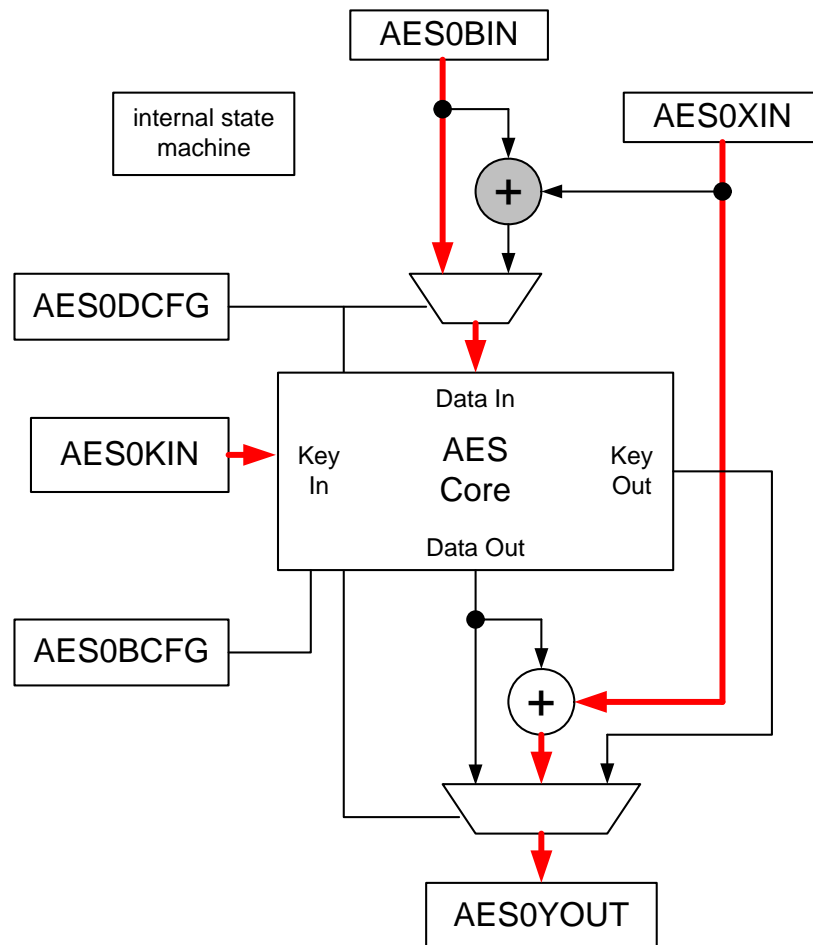 AES0BIN
internal state
machine
AES0XIN
+
AES0DCFG
Data In
AES0KIN
Key
In
AES
Core
Key
Out
Data Out
AES0BCFG
+
AES0YOUT